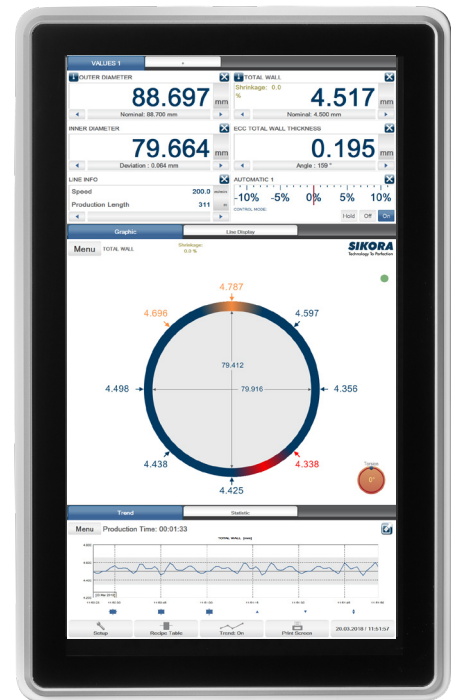 VALUES 1
OUTER DIAMETER
88.697 mm
Nominal: 88.700 mm
TOTAL WALL
Shrinkage: 0.0
%
4.517 mm
Nominal: 4.500 mm
INNER DIAMETER
79.664 mm
Deviation : 0.064 mm
ECC TOTAL WALL THICKNESS
0.195 mm
Angle : 159 °
LINE INFO
Speed 200.0
Production Length 311
AUTOMATIC 1
-10% -5% 0% 5% 10%
CONTROL MODE:
Hold Off On
Graphic Line Display
Menu TOTAL WALL
Shrinkage:
0.0 %
SIKORA
Technology To Perfection
4.787
4.696 4.597
79.412
4.498 79.916 4.356
4.438 4.338
4.425
Torsion
0°
Trend Statistic
Menu Production Time: 00:01:33
TOTAL WALL [mm]
Setup Recipe Table Trend: On Print Screen 20.03.2018 / 11:51:57